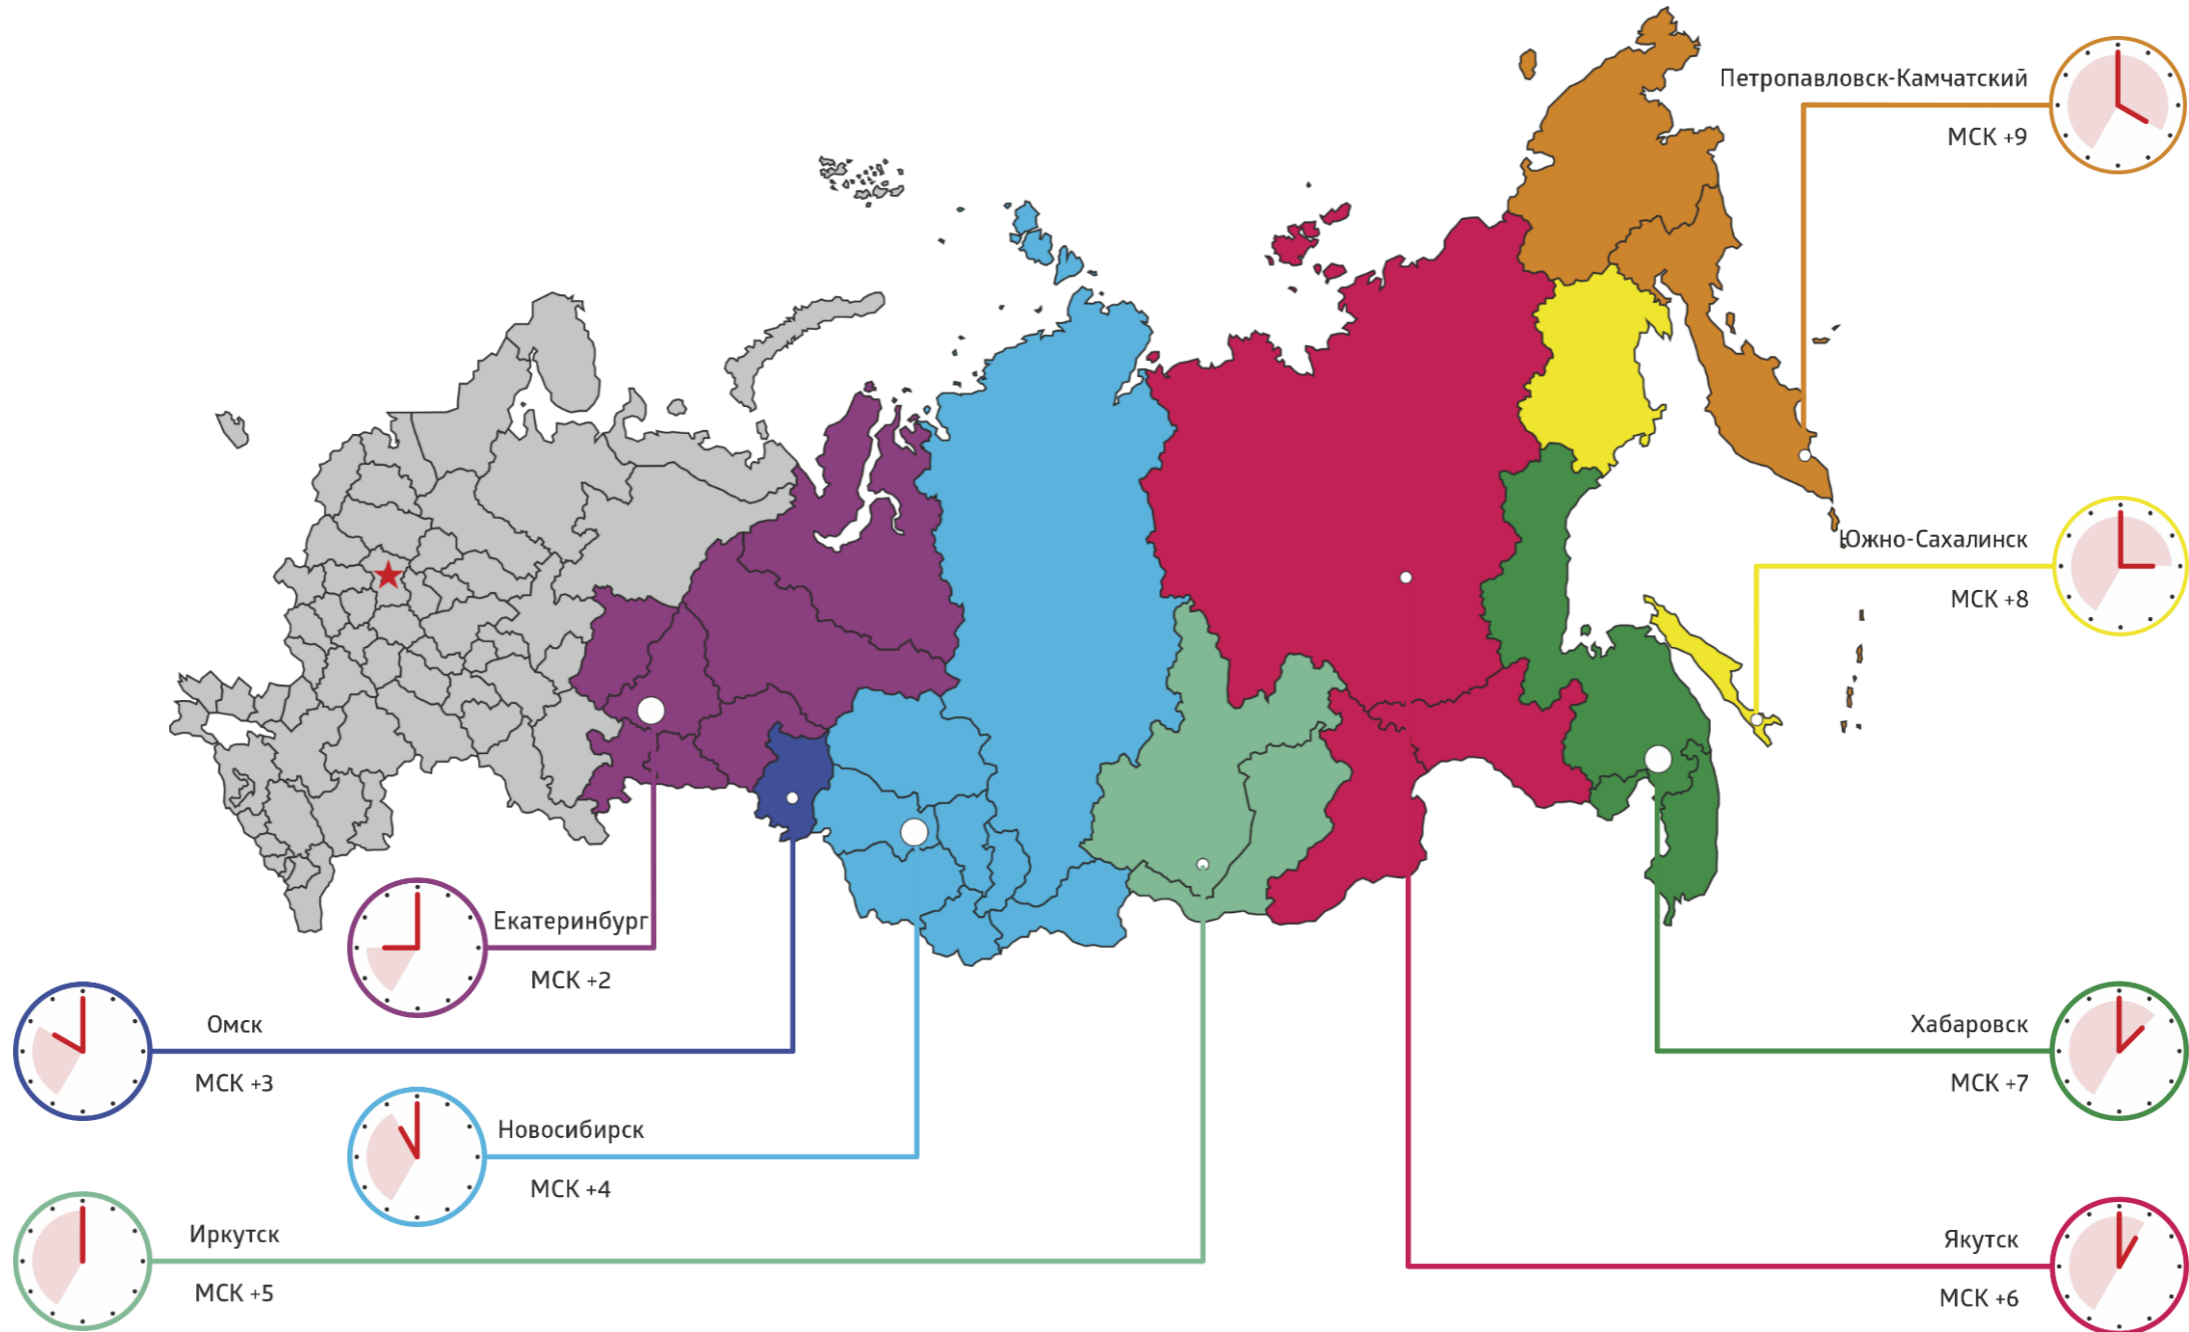 Петропавловск-Камчатский
МСК +9
Южно-Сахалинск
МСК +8
Екатеринбург
МСК +2
Омск
МСК +3
Хабаровск
МСК +7
Новосибирск
МСК +4
Иркутск
МСК +5
Якутск
МСК +6